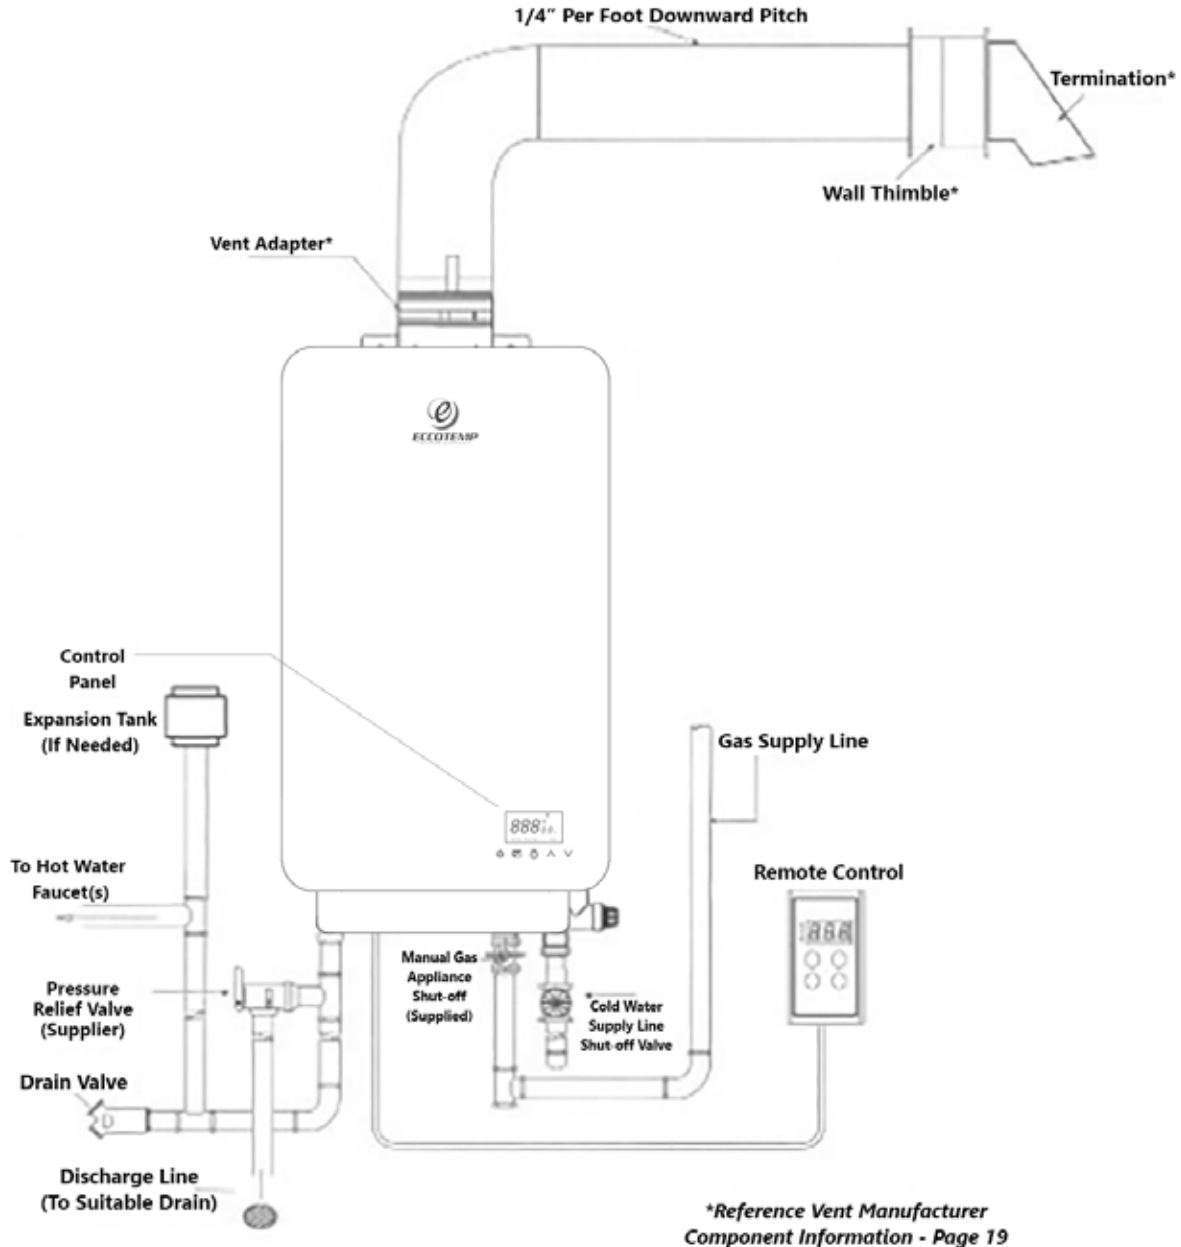 1/4" Per Foot Downward Pitch
Termination*
Wall Thimble*
Vent Adapter*
ECCOTEMP
Control
Panel
Expansion Tank
(If Needed)
Gas Supply Line
888
To Hot Water
Faucet(s)
Remote Control
888
Manual Gas
Appliance
Shut-off
(Supplied)
Pressure
Relief Valve
(Supplier)
Cold Water
Supply Line
Shut-off Valve
Drain Valve
Discharge Line
(To Suitable Drain)
*Reference Vent Manufacturer
Component Information - Page 19